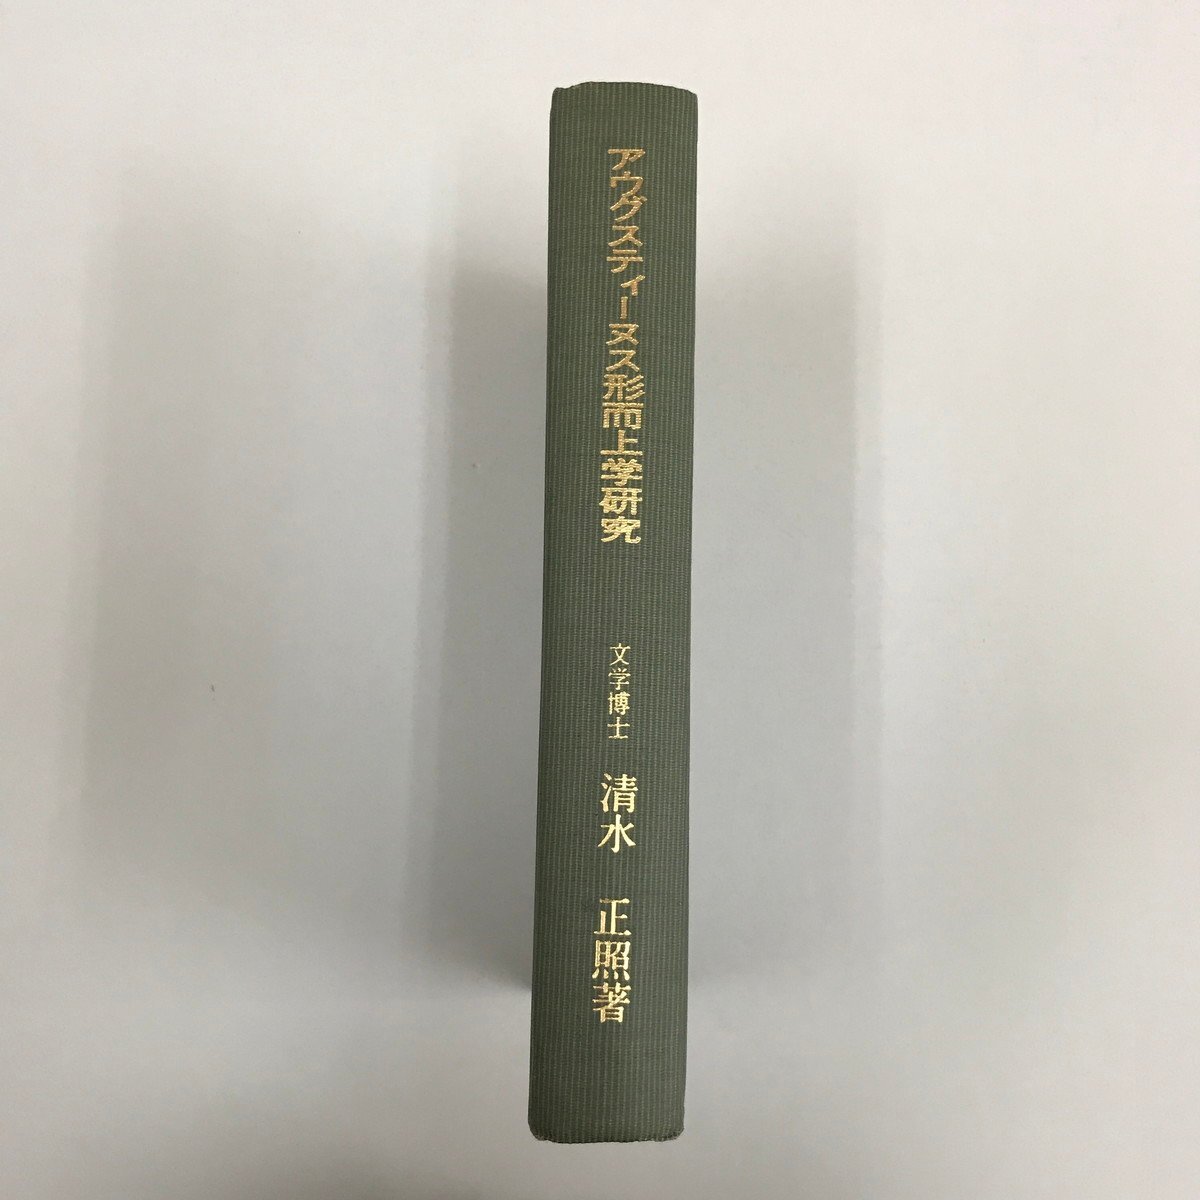 アウグスティーヌス形而上学研究
文学博士 清水 正照著